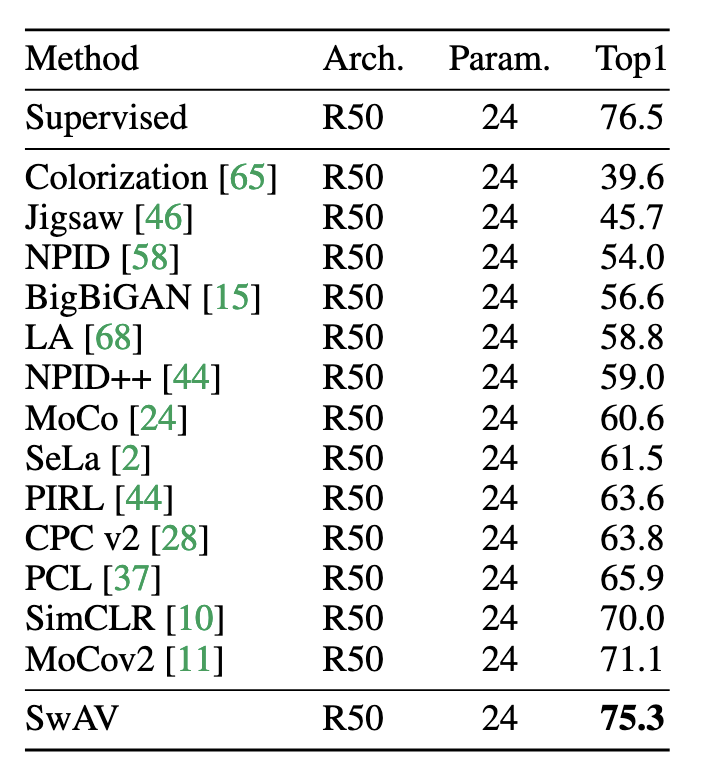 Method Arch. Param. Top1
Supervised R50 24 76.5
Colorization [65] R50 24 39.6
Jigsaw [46] R50 24 45.7
NPID [58] R50 24 54.0
BigBiGAN [15] R50 24 56.6
LA [68] R50 24 58.8
NPID++ [44] R50 24 59.0
MoCo [24] R50 24 60.6
SeLa [2] R50 24 61.5
PIRL [44] R50 24 63.6
CPC v2 [28] R50 24 63.8
PCL [37] R50 24 65.9
SimCLR [10] R50 24 70.0
MoCov2 [11] R50 24 71.1
SwAV R50 24 75.3